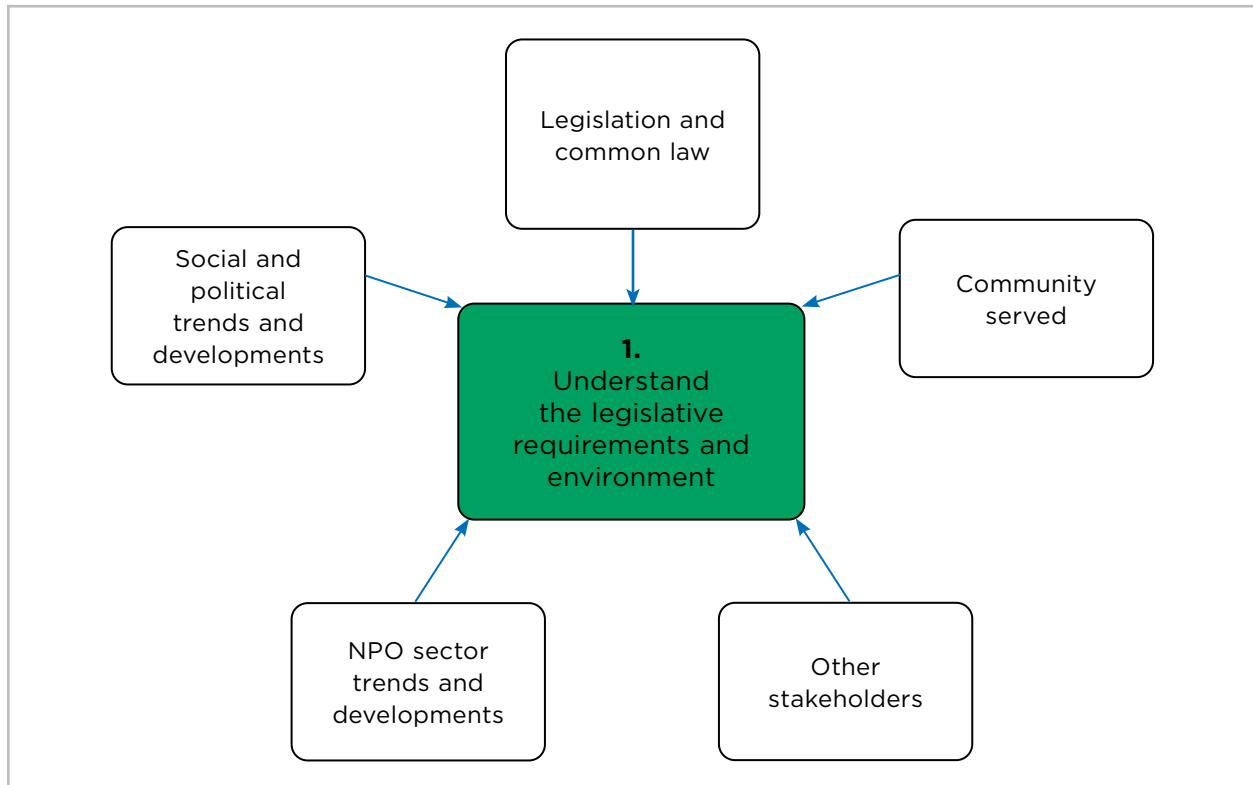 Legislation and
common law
Social and
political
trends and
developments
Community
served
1.
Understand
the legislative
requirements and
environment
NPO sector
trends and
developments
Other
stakeholders